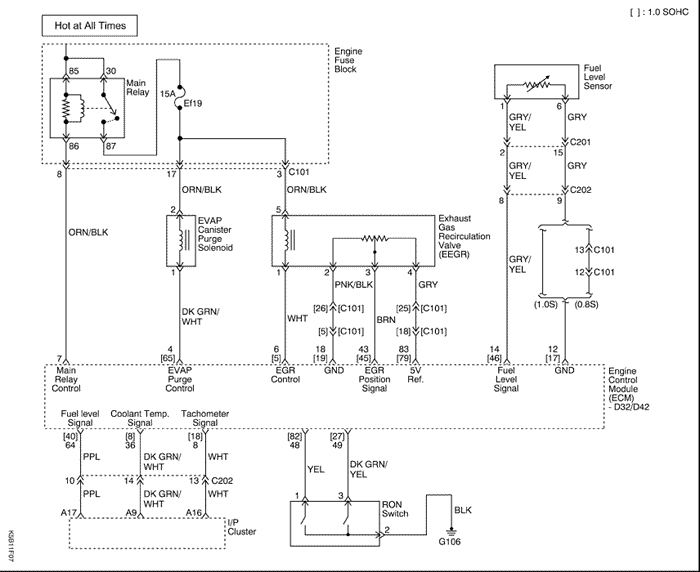 [ ] : 1.0 SOHC
Hot at All Times
Engine
Fuse
Block
85
30
Main
Relay
86
87
15A
Ef19
8
17
3
C101
ORN/BLK
ORN/BLK
ORN/BLK
Fuel
Level
Sensor
1
6
GRY/
YEL
GRY
C201
2
15
GRY/
YEL
GRY
C202
8
9
2
EVAP
Canister
Purge
Solenoid
1
5
Exhaust
Gas
Recirculation
Valve
(EEGR)
1
2
3
4
DK GRN/
WHT
WHT
PNK/BLK
[26]
[C101]
[5]
[C101]
BRN
GRY
[25]
[C101]
[18]
[C101]
GRY/
YEL
13
C101
12
C101
(1.0S)
(0.8S)
7
4
[65]
6
[5]
18
[19]
43
[45]
83
[79]
14
[46]
12
[17]
Main
Relay
Control
EVAP
Purge
Control
EGR
Control
GND
EGR
Position
Signal
5V
Ref.
Fuel
Level
Signal
GND
Engine
Control
Module
(ECM)
- D32/D42
Fuel level
Signal
Coolant Temp.
Signal
Tachometer
Signal
[40]
64
[8]
36
[18]
8
[82]
48
[27]
49
PPL
DK GRN/
WHT
WHT
YEL
DK GRN/
YEL
10
14
13
C202
PPL
DK GRN/
WHT
WHT
A17
A9
A16
I/P
Cluster
1
3
RON
Switch
2
BLK
G106
K5B11F07